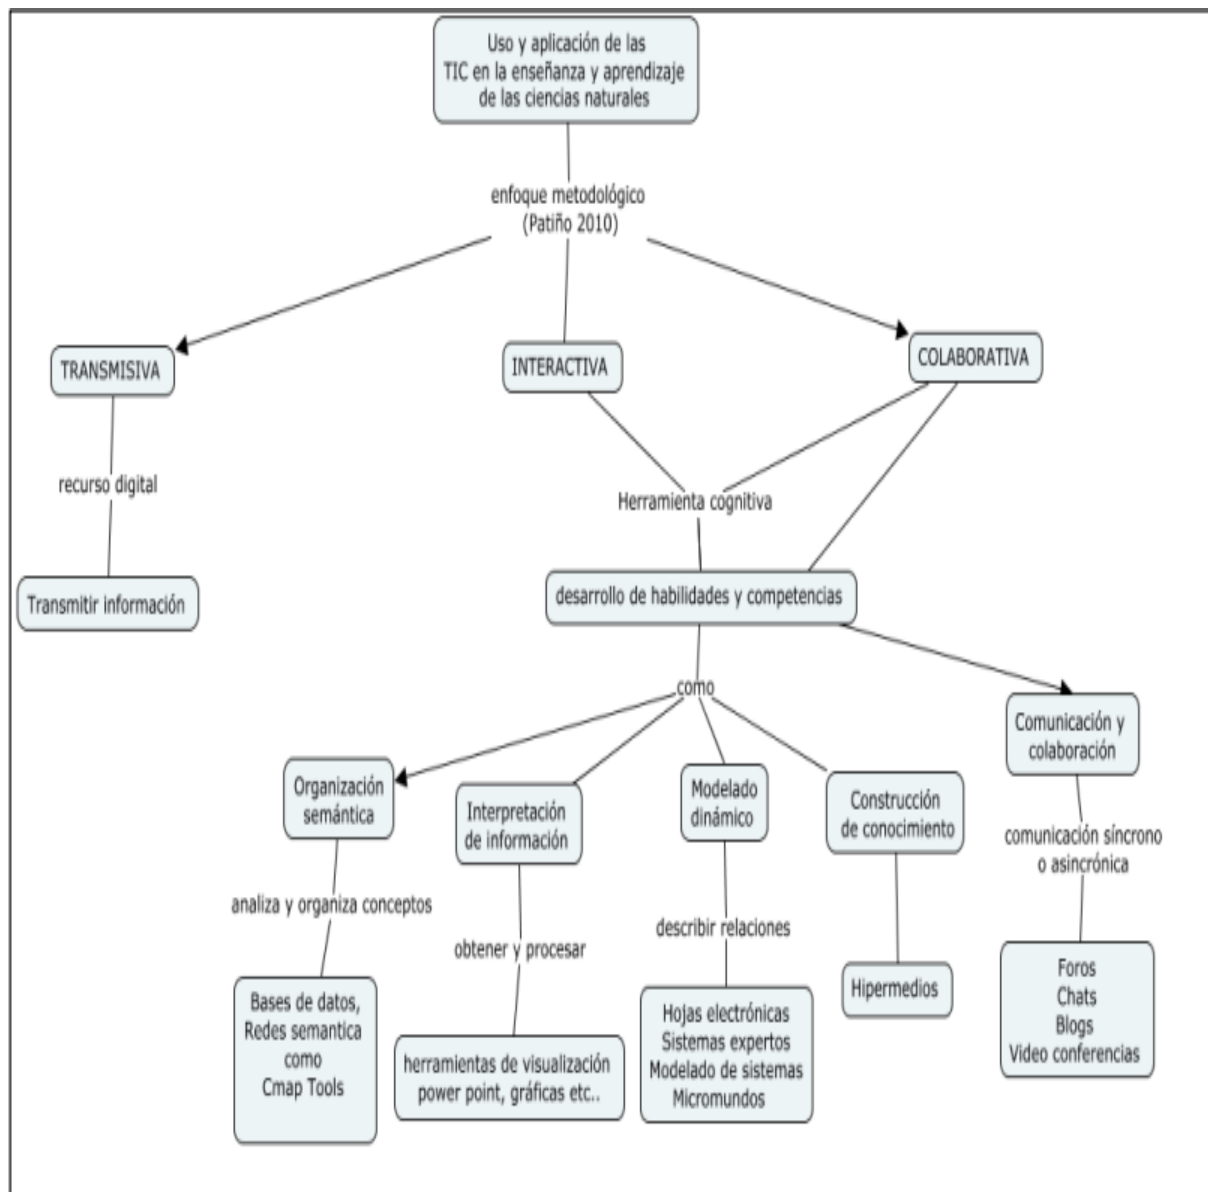 Uso y aplicación de las
TIC en la enseñanza y aprendizaje
de las ciencias naturales
enfoque metodológico
(Patiño 2010)
TRANSMISIVA
INTERACTIVA
COLABORATIVA
recurso digital
Herramienta cognitiva
Transmitir información
desarrollo de habilidades y competencias
como
Organización
semántica
Interpretación
de información
Modelado
dinámico
Construcción
de conocimiento
Comunicación y
colaboración
analiza y organiza conceptos
obtener y procesar
describir relaciones
comunicación síncrono
o asincrónica
Bases de datos,
Redes semantica
como
Cmap Tools
herramientas de visualización
power point, gráficas etc..
Hojas electrónicas
Sistemas expertos
Modelado de sistemas
Micromundos
Hipermedios
Foros
Chats
Blogs
Video conferencias